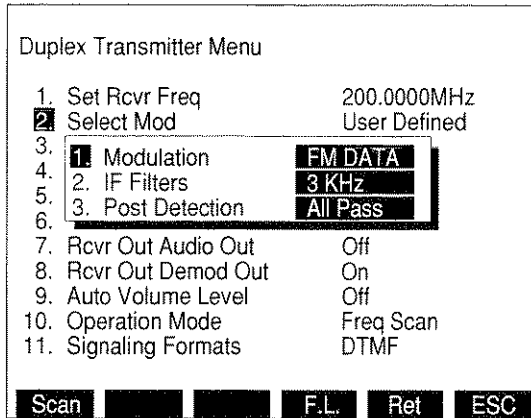 Duplex Transmitter Menu
1. Set Rcvr Freq 200.0000MHz
2. Select Mod User Defined
3.
4.
5.
6.
1. Modulation FM DATA
2. IF Filters 3 KHz
3. Post Detection All Pass
7. Rcvr Out Audio Out Off
8. Rcvr Out Demod Out On
9. Auto Volume Level Off
10. Operation Mode Freq Scan
11. Signaling Formats DTMF
Scan F.L. Ret ESC